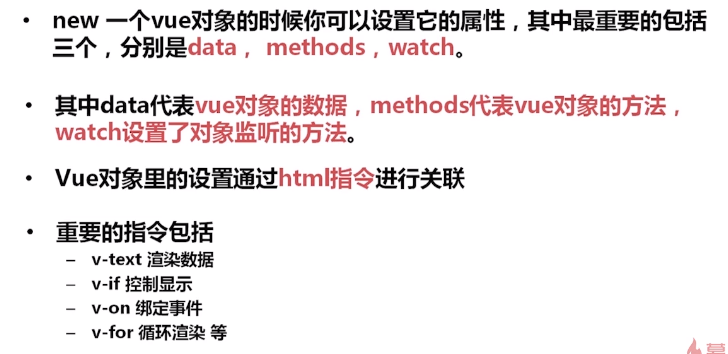 • new 一个vue对象的时候你可以设置它的属性，其中最重要的包括
三个，分别是data， methods，watch。
• 其中data代表vue对象的数据，methods代表vue对象的方法，
watch设置了对象监听的方法。
• Vue对象里的设置通过html指令进行关联
• 重要的指令包括
– v-text 渲染数据
– v-if 控制显示
– v-on 绑定事件
– v-for 循环渲染 等